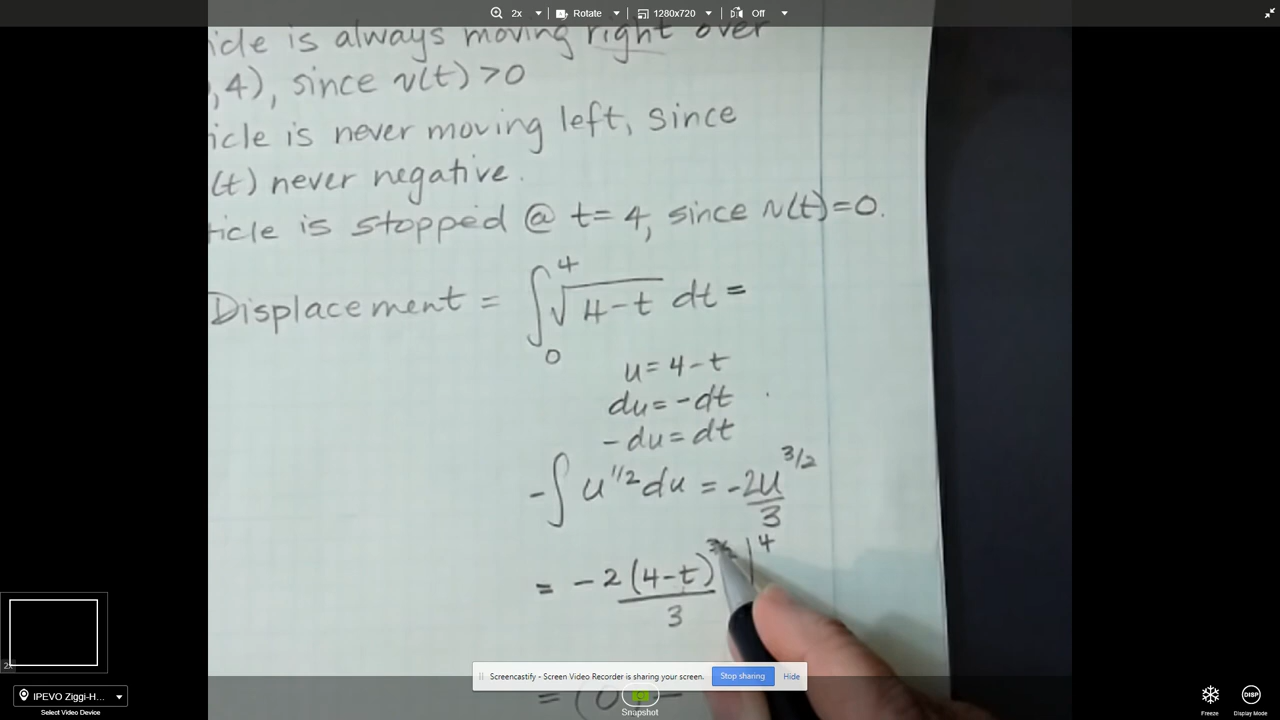 2x Rotate 1280x720 Off
icle is always moving right over
, 4), since v(t) >0
icle is never moving left, since
(t) never negative.
ticle is stopped @ t= 4, since v(t)=0.
Displacement = ∫₀⁴ √4-t dt =
u = 4-t
du = -dt
-du = dt
-∫ u^1/2 du = -2u^3/2 / 3
= -2(4-t) / 3 |^4
= (0) -
2x
IPEVO Ziggi-H...
Select Video Device
Screencastify - Screen Video Recorder is sharing your screen. Stop sharing Hide
Snapshot
Freeze
DISP
Display Mode